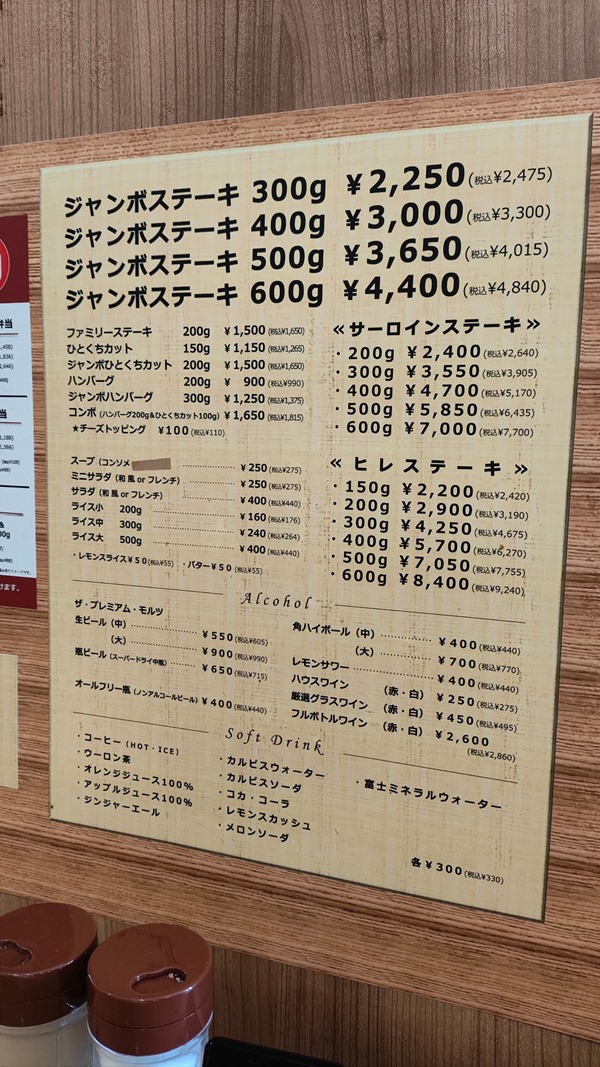 ジャンボステーキ 300g ¥2,250(税込¥2,475)
ジャンボステーキ 400g ¥3,000(税込¥3,300)
ジャンボステーキ 500g ¥3,650(税込¥4,015)
ジャンボステーキ 600g ¥4,400(税込¥4,840)
ファミリーステーキ 200g ¥1,500(税込¥1,650)
ひとくちカット 150g ¥1,150(税込¥1,265)
ジャンボひとくちカット 200g ¥1,500(税込¥1,650)
ハンバーグ 200g ¥ 900(税込¥990)
ジャンボハンバーグ 300g ¥1,250(税込¥1,375)
コンボ (ハンバーグ200g&ひとくちカット100g) ¥1,650(税込¥1,815)
★チーズトッピング ¥100(税込¥110)
スープ (コンソメ ¥250(税込¥275)
ミニサラダ (和風 or フレンチ) ¥250(税込¥275)
サラダ (和風 or フレンチ) ¥400(税込¥440)
ライス小 200g ¥160(税込¥176)
ライス中 300g ¥240(税込¥264)
ライス大 500g ¥400(税込¥440)
・レモンスライス¥50(税込¥55) ・バター¥50(税込¥55)
≪サーロインステーキ≫
・200g ¥2,400(税込¥2,640)
・300g ¥3,550(税込¥3,905)
・400g ¥4,700(税込¥5,170)
・500g ¥5,850(税込¥6,435)
・600g ¥7,000(税込¥7,700)
≪ヒレステーキ≫
・150g ¥2,200(税込¥2,420)
・200g ¥2,900(税込¥3,190)
・300g ¥4,250(税込¥4,675)
・400g ¥5,700(税込¥6,270)
・500g ¥7,050(税込¥7,755)
・600g ¥8,400(税込¥9,240)
Alcohol
ザ・プレミアム・モルツ
生ビール (中) ¥550(税込¥605)
(大) ¥900(税込¥990)
瓶ビール (スーパードライ中瓶) ¥650(税込¥715)
オールフリー瓶 (ノンアルコールビール) ¥400(税込¥440)
角ハイボール (中) ¥400(税込¥440)
(大) ¥700(税込¥770)
レモンサワー ¥400(税込¥440)
ハウスワイン (赤・白) ¥250(税込¥275)
厳選グラスワイン (赤・白) ¥450(税込¥495)
フルボトルワイン (赤・白) ¥2,600
(税込¥2,860)
Soft Drink
・コーヒー (HOT・ICE)
・ウーロン茶
・オレンジジュース100%
・アップルジュース100%
・ジンジャーエール
・カルピスウォーター
・カルピスソーダ
・コカ・コーラ
・レモンスカッシュ
・メロンソーダ
・富士ミネラルウォーター
各¥300(税込¥330)